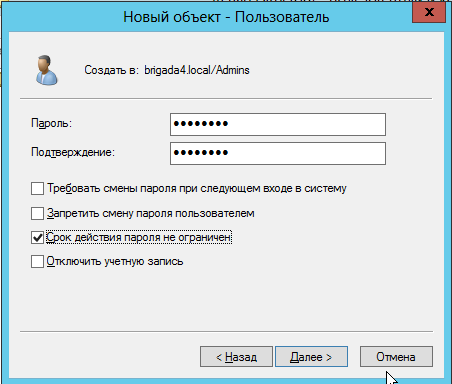 Новый объект - Пользователь
x
Создать в: brigada4.local/Admins
Пароль: ••••••••
Подтверждение: ••••••••
Требовать смены пароля при следующем входе в систему
Запретить смену пароля пользователем
Срок действия пароля не ограничен
Отключить учетную запись
< Назад Далее > Отмена